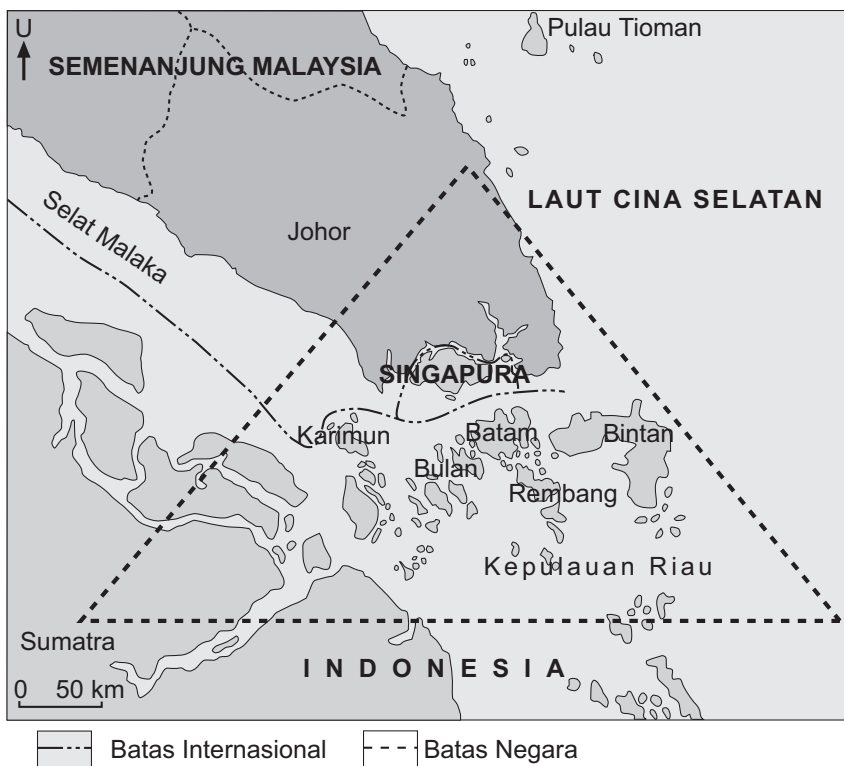 U
Pulau Tioman
SEMENANJUNG MALAYSIA
LAUT CINA SELATAN
Selat Malaka
Johor
SINGAPURA
Karimun
Batam
Bintan
Bulan
Rembang
Kepulauan Riau
Sumatra
INDONESIA
0 50 km
Batas Internasional
Batas Negara